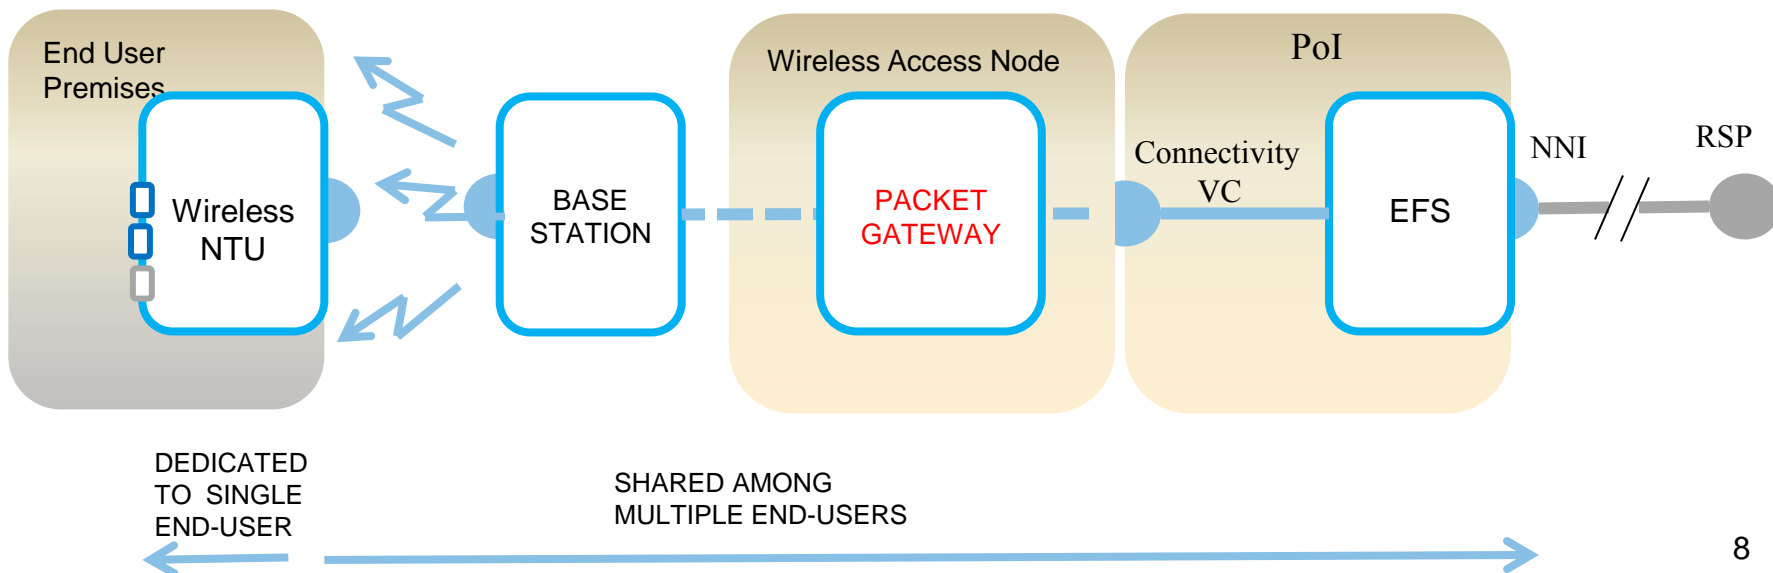 End User
Premises
Wireless
NTU
BASE
STATION
Wireless Access Node
PACKET
GATEWAY
PoI
Connectivity
VC
EFS
NNI
RSP
DEDICATED
TO SINGLE
END-USER
SHARED AMONG
MULTIPLE END-USERS
8